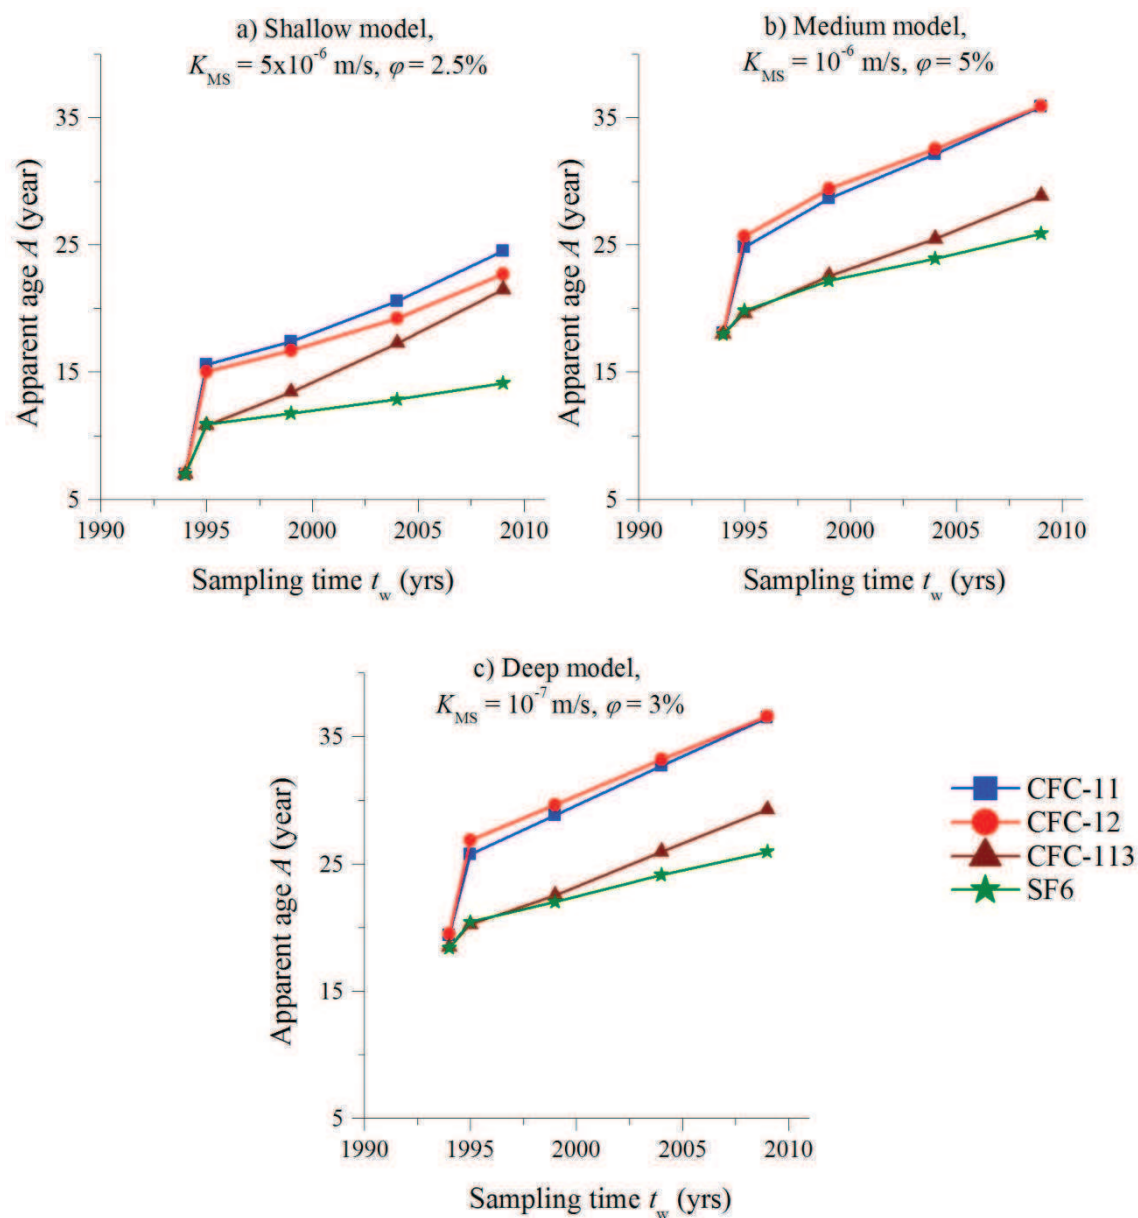 a) Shallow model,
K_MS = 5x10^-6 m/s, φ = 2.5%
35
25
15
5
Apparent age A (year)
1990 1995 2000 2005 2010
Sampling time t_w (yrs)
b) Medium model,
K_MS = 10^-6 m/s, φ = 5%
35
25
15
5
Apparent age A (year)
1990 1995 2000 2005 2010
Sampling time t_w (yrs)
c) Deep model,
K_MS = 10^-7 m/s, φ = 3%
35
25
15
5
Apparent age A (year)
1990 1995 2000 2005 2010
Sampling time t_w (yrs)
CFC-11
CFC-12
CFC-113
SF6